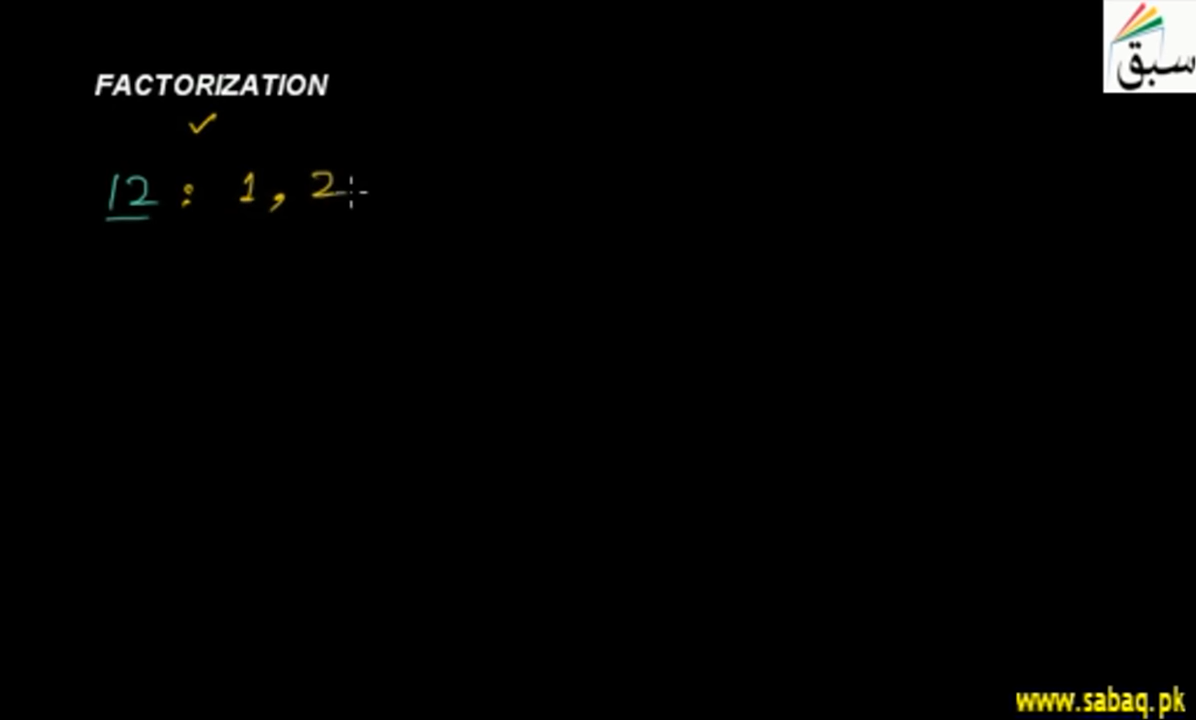 سبق
FACTORIZATION
12 : 1 , 2
www.sabaq.pk